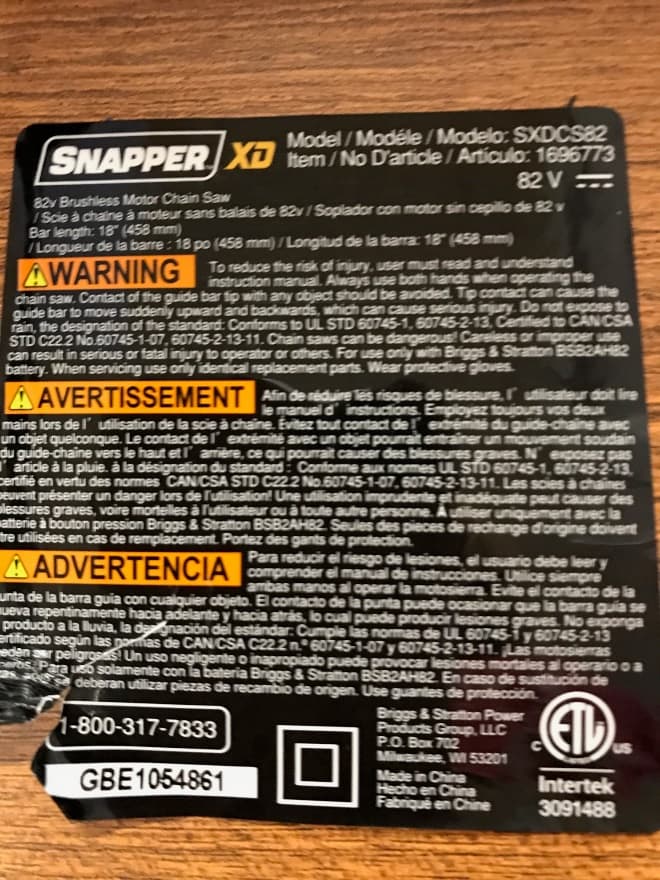 SNAPPER XD
Model / Modéle / Modelo: SXDCS82
Item / No D'article / Articulo: 1696773
82 V
82v Brushless Motor Chain Saw
/ Scie à chaîne à moteur sans balais de 82v / Soplador con motor sin cepillo de 82 v
Bar length: 18" (458 mm)
/ Longueur de la barre : 18 po (458 mm) / Longitud de la barra: 18" (458 mm)
WARNING To reduce the risk of injury, user must read and understand
instruction manual. Always use both hands when operating the
chain saw. Contact of the guide bar tip with any object should be avoided. Tip contact can cause the
guide bar to move suddenly upward and backwards, which can cause serious injury. Do not expose to
rain, the designation of the standard: Conforms to UL STD 60745-1, 60745-2-13, Certified to CAN/CSA
STD C22.2 No.60745-1-07, 60745-2-13-11. Chain saws can be dangerous! Careless or improper use
can result in serious or fatal injury to operator or others. For use only with Briggs & Stratton BSB2AH82
battery. When servicing use only identical replacement parts. Wear protective gloves.
AVERTISSEMENT Afin de réduire les risques de blessure, l' utilisateur doit lire
le manuel d' instructions. Employez toujours vos deux
mains lors de l' utilisation de la scie à chaîne. Évitez tout contact de l' extrémité du guide-chaîne avec
un objet quelconque. Le contact de l' extrémité avec un objet pourrait entraîner un mouvement soudain
du guide-chaîne vers le haut et l' arrière, ce qui pourrait causer des blessures graves. N' exposez pas
l' article à la pluie. à la désignation du standard : Conforme aux normes UL STD 60745-1, 60745-2-13,
certifié en vertu des normes CAN/CSA STD C22.2 No.60745-1-07, 60745-2-13-11. Les scies à chaînes
peuvent présenter un danger lors de l'utilisation! Une utilisation imprudente et inadéquate peut causer des
blessures graves, voire mortelles à l'utilisateur ou à toute autre personne. À utiliser uniquement avec la
batterie à bouton pression Briggs & Stratton BSB2AH82. Seules des pièces de rechange d'origine doivent
tre utilisées en cas de remplacement. Portez des gants de protection.
ADVERTENCIA Para reducir el riesgo de lesiones, el usuario debe leer y
comprender el manual de instrucciones. Utilice siempre
mbas manos al operar la motosierra. Evite el contacto de la
unta de la barra guía con cualquier objeto. El contacto de la punta puede ocasionar que la barra guía se
ueva repentinamente hacia adelante y hacia atrás, lo cual puede producir lesiones graves. No exponga
producto a la lluvia, la designación del estándar: Cumple las normas de UL 60745-1 y 60745-2-13
ertificado según las normas de CAN/CSA C22.2 n.° 60745-1-07 y 60745-2-13-11. ¡Las motosierras
eden ser peligrosas! Un uso negligente o inapropiado puede provocar lesiones mortales al operario o a
Para uso solamente con la batería Briggs & Stratton BSB2AH82. En caso de sustitución de
se deberan utilizar piezas de recambio de origen. Use guantes de protección.
1-800-317-7833
GBE1054861
Briggs & Stratton Power
Products Group, LLC
P.O. Box 702
Milwaukee, WI 53201
Made in China
Hecho en China
Fabriqué en Chine
ETL
C US
Intertek
3091488